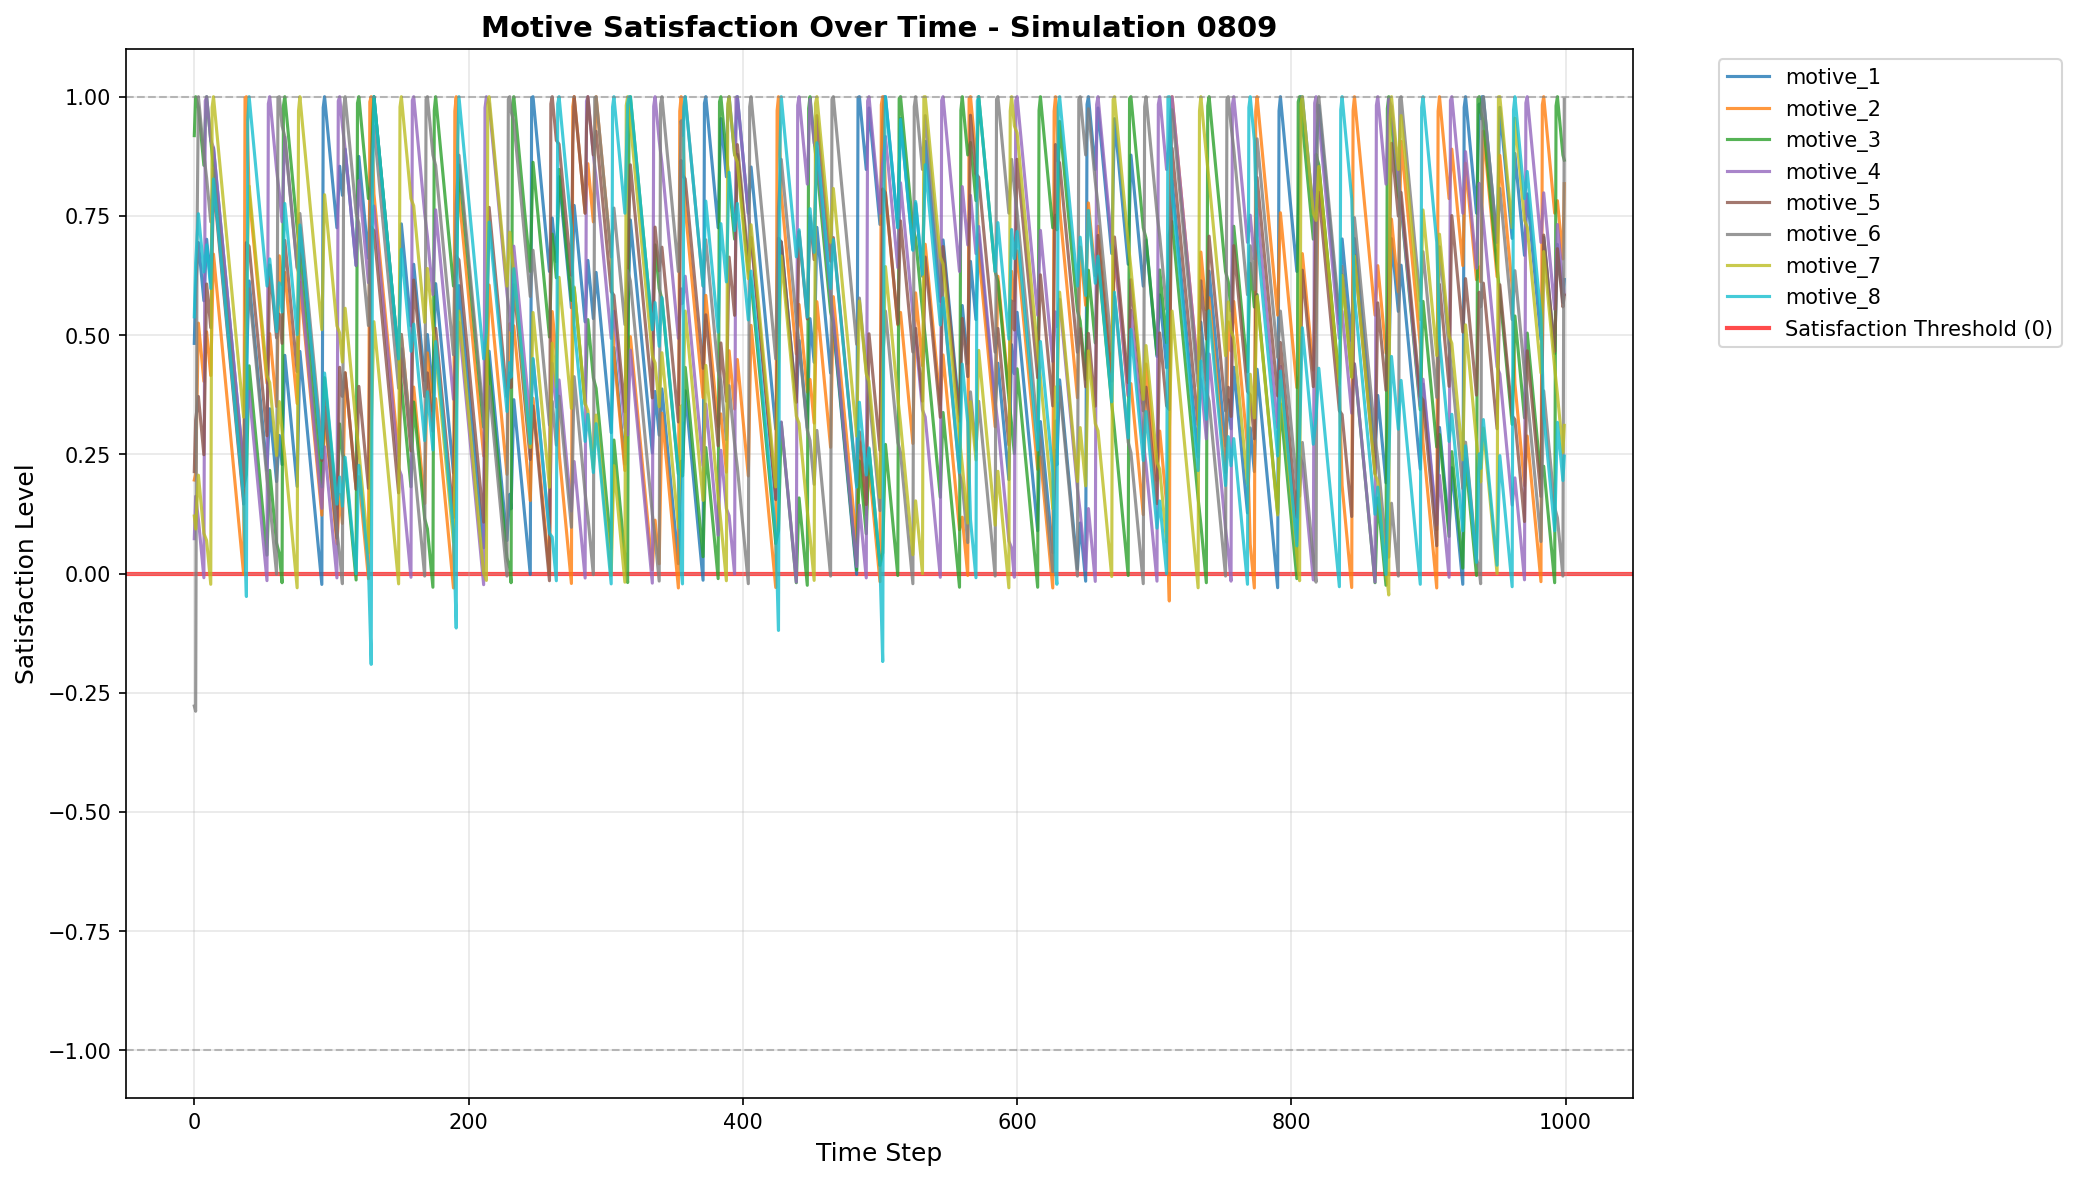 Motive Satisfaction Over Time - Simulation 0809
1.00
0.75
0.50
0.25
0.00
−0.25
−0.50
−0.75
−1.00
Satisfaction Level
0
200
400
600
800
1000
Time Step
motive_1
motive_2
motive_3
motive_4
motive_5
motive_6
motive_7
motive_8
Satisfaction Threshold (0)